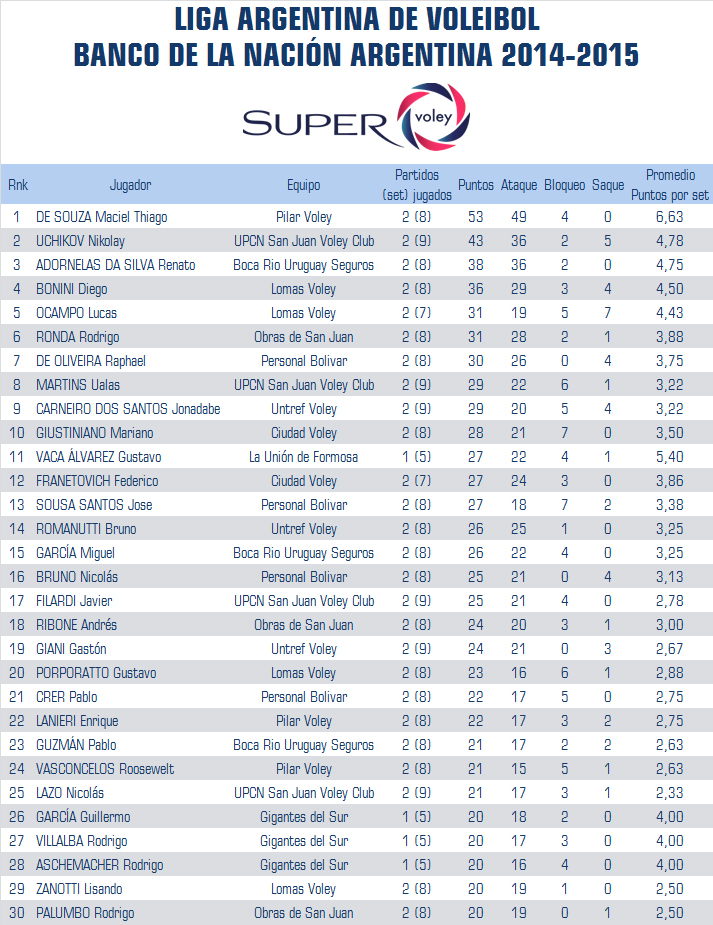 LIGA ARGENTINA DE VOLEIBOL
BANCO DE LA NACIÓN ARGENTINA 2014-2015
SUPER voley
Rnk Jugador Equipo Partidos (set) jugados Puntos Ataque Bloqueo Saque Promedio Puntos por set
1 DE SOUZA Maciel Thiago Pilar Voley 2 (8) 53 49 4 0 6,63
2 UCHIKOV Nikolay UPCN San Juan Voley Club 2 (9) 43 36 2 5 4,78
3 ADORNELAS DA SILVA Renato Boca Rio Uruguay Seguros 2 (8) 38 36 2 0 4,75
4 BONINI Diego Lomas Voley 2 (8) 36 29 3 4 4,50
5 OCAMPO Lucas Lomas Voley 2 (7) 31 19 5 7 4,43
6 RONDA Rodrigo Obras de San Juan 2 (8) 31 28 2 1 3,88
7 DE OLIVEIRA Raphael Personal Bolivar 2 (8) 30 26 0 4 3,75
8 MARTINS Ualas UPCN San Juan Voley Club 2 (9) 29 22 6 1 3,22
9 CARNEIRO DOS SANTOS Jonadabe Untref Voley 2 (9) 29 20 5 4 3,22
10 GIUSTINIANO Mariano Ciudad Voley 2 (8) 28 21 7 0 3,50
11 VACA ÁLVAREZ Gustavo La Unión de Formosa 1 (5) 27 22 4 1 5,40
12 FRANETOVICH Federico Ciudad Voley 2 (7) 27 24 3 0 3,86
13 SOUSA SANTOS Jose Personal Bolivar 2 (8) 27 18 7 2 3,38
14 ROMANUTTI Bruno Untref Voley 2 (8) 26 25 1 0 3,25
15 GARCÍA Miguel Boca Rio Uruguay Seguros 2 (8) 26 22 4 0 3,25
16 BRUNO Nicolás Personal Bolivar 2 (8) 25 21 0 4 3,13
17 FILARDI Javier UPCN San Juan Voley Club 2 (9) 25 21 4 0 2,78
18 RIBONE Andrés Obras de San Juan 2 (8) 24 20 3 1 3,00
19 GIANI Gastón Untref Voley 2 (9) 24 21 0 3 2,67
20 PORPORATTO Gustavo Lomas Voley 2 (8) 23 16 6 1 2,88
21 CRER Pablo Personal Bolivar 2 (8) 22 17 5 0 2,75
22 LANIERI Enrique Pilar Voley 2 (8) 22 17 3 2 2,75
23 GUZMÁN Pablo Boca Rio Uruguay Seguros 2 (8) 21 17 2 2 2,63
24 VASCONCELOS Roosewelt Pilar Voley 2 (8) 21 15 5 1 2,63
25 LAZO Nicolás UPCN San Juan Voley Club 2 (9) 21 17 3 1 2,33
26 GARCÍA Guillermo Gigantes del Sur 1 (5) 20 18 2 0 4,00
27 VILLALBA Rodrigo Gigantes del Sur 1 (5) 20 17 3 0 4,00
28 ASCHEMACHER Rodrigo Gigantes del Sur 1 (5) 20 16 4 0 4,00
29 ZANOTTI Lisando Lomas Voley 2 (8) 20 19 1 0 2,50
30 PALUMBO Rodrigo Obras de San Juan 2 (8) 20 19 0 1 2,50